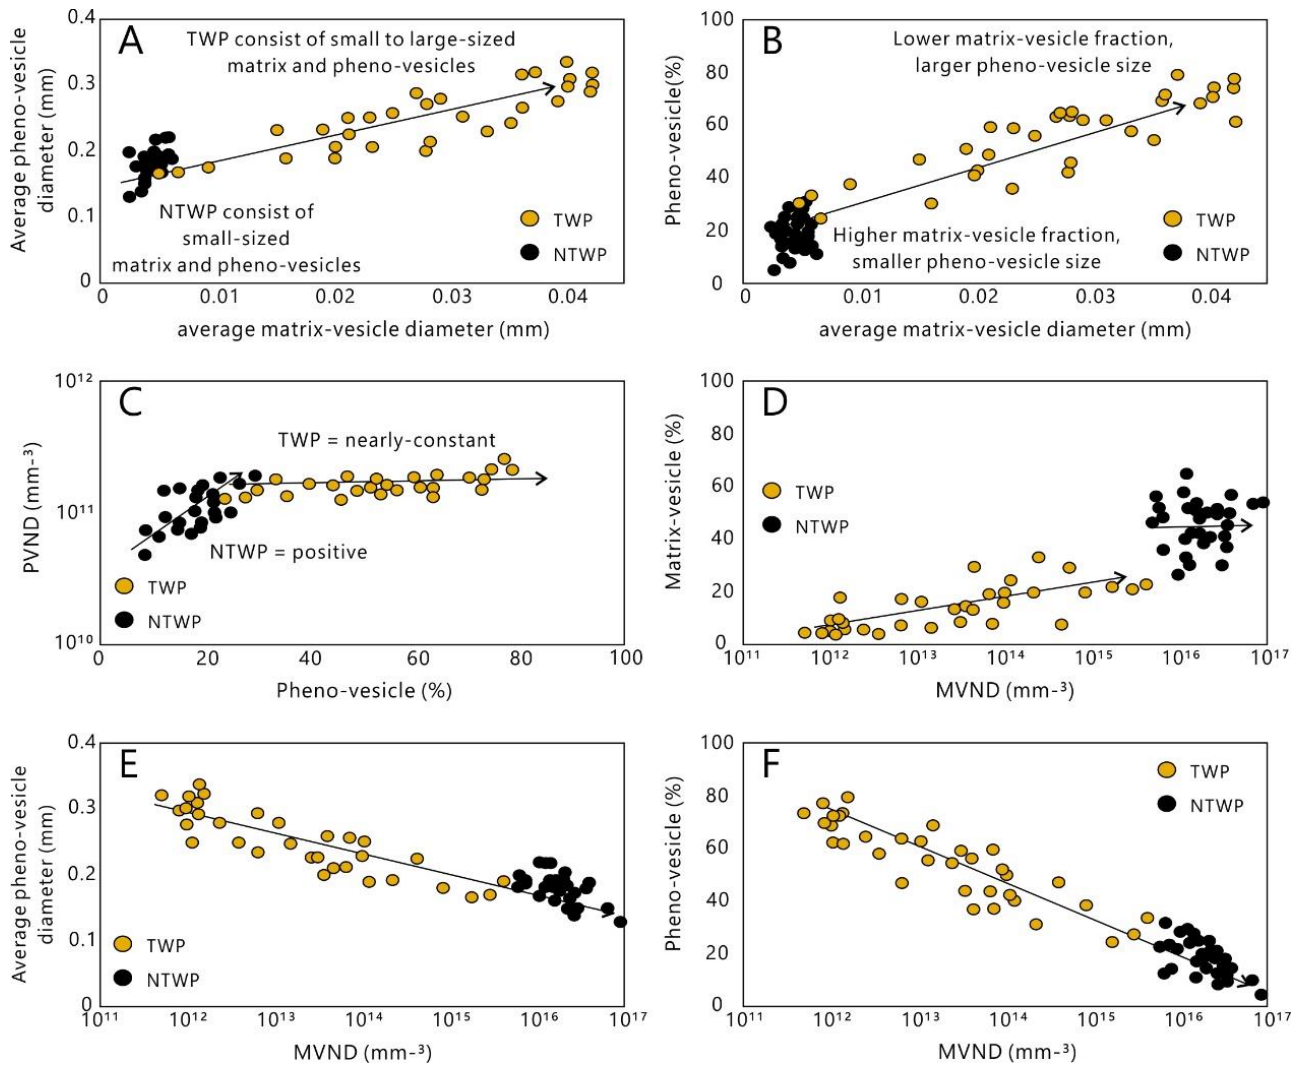 A
TWP consist of small to large-sized
matrix and pheno-vesicles
NTWP consist of
small-sized
matrix and pheno-vesicles
TWP
NTWP
0.4
0.3
0.2
0.1
0
0 0.01 0.02 0.03 0.04
Average pheno-vesicle
diameter (mm)
average matrix-vesicle diameter (mm)
B
Lower matrix-vesicle fraction,
larger pheno-vesicle size
Higher matrix-vesicle fraction,
smaller pheno-vesicle size
TWP
NTWP
100
80
60
40
20
0
0 0.01 0.02 0.03 0.04
Pheno-vesicle(%)
average matrix-vesicle diameter (mm)
C
TWP = nearly-constant
NTWP = positive
TWP
NTWP
10¹²
10¹¹
10¹⁰
0 20 40 60 80 100
PVND (mm-³)
Pheno-vesicle (%)
D
TWP
NTWP
100
80
60
40
20
0
10¹¹ 10¹² 10¹³ 10¹⁴ 10¹⁵ 10¹⁶ 10¹⁷
Matrix-vesicle (%)
MVND (mm-³)
E
TWP
NTWP
0.4
0.3
0.2
0.1
0
10¹¹ 10¹² 10¹³ 10¹⁴ 10¹⁵ 10¹⁶ 10¹⁷
Average pheno-vesicle
diameter (mm)
MVND (mm-³)
F
TWP
NTWP
100
80
60
40
20
0
10¹¹ 10¹² 10¹³ 10¹⁴ 10¹⁵ 10¹⁶ 10¹⁷
Pheno-vesicle (%)
MVND (mm-³)